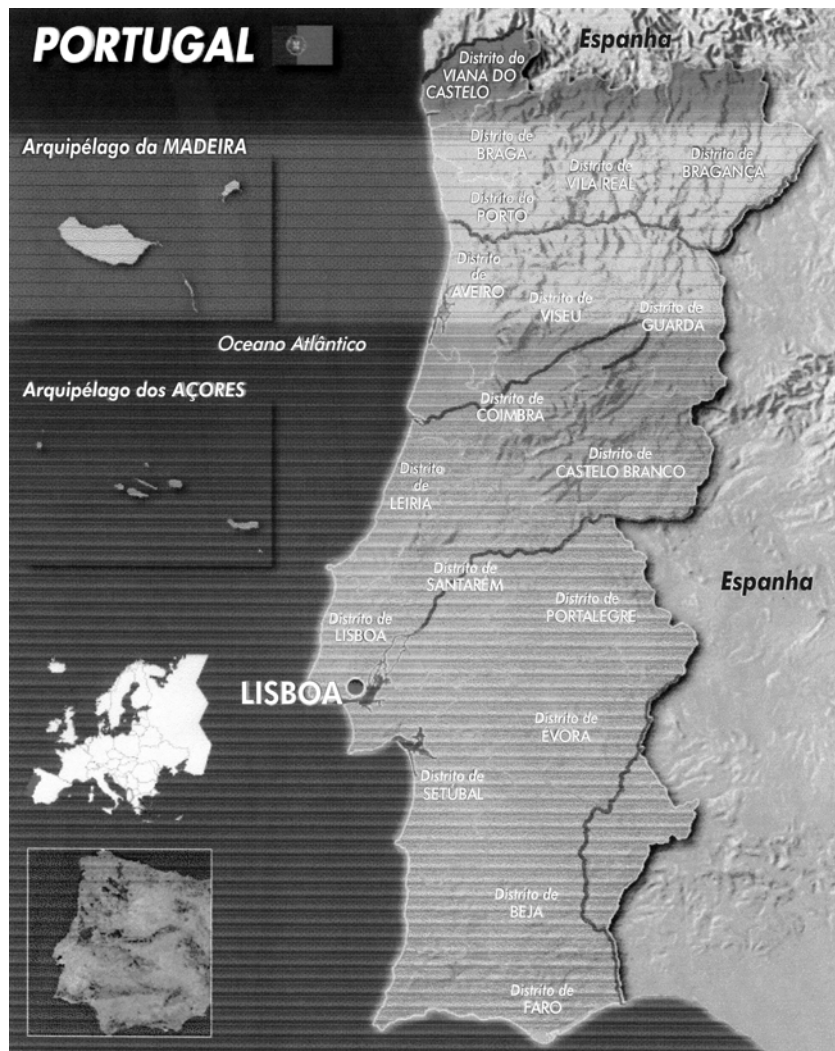 PORTUGAL
Espanha
Distrito do
VIANA DO
CASTELO
Arquipélago da MADEIRA
Distrito de
BRAGA
Distrito de
VILA REAL
Distrito de
BRAGANÇA
Distrito de
PORTO
Distrito
de
AVEIRO
Distrito de
VISEU
Distrito de
GUARDA
Oceano Atlântico
Arquipélago dos AÇORES
Distrito de
COIMBRA
Distrito de
CASTELO BRANCO
Distrito
de
LEIRIA
Distrito de
SANTARÉM
Espanha
Distrito de
PORTALEGRE
Distrito de
LISBOA
LISBOA
Distrito de
ÉVORA
Distrito de
SETÚBAL
Distrito de
BEJA
Distrito de
FARO